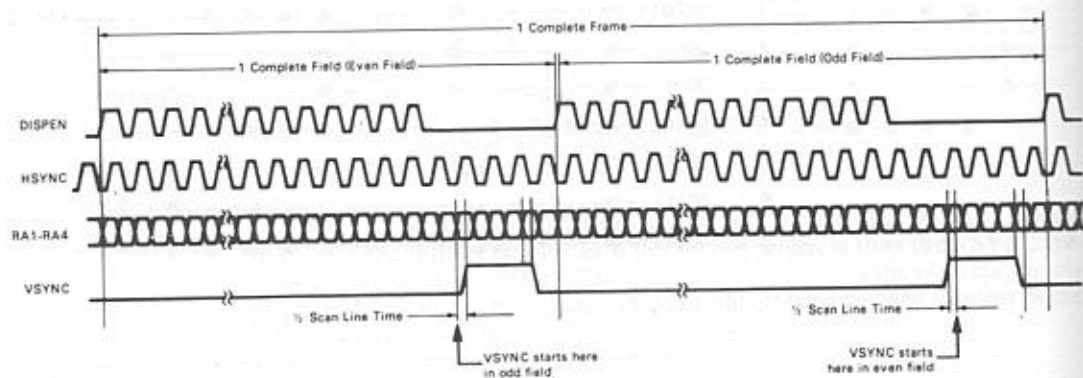 1 Complete Frame
1 Complete Field (Even Field)
1 Complete Field (Odd Field)
DISPEN
HSYNC
RA1-RA4
VSYNC
½ Scan Line Time
½ Scan Line Time
VSYNC starts here
in odd field
VSYNC starts
here in even field